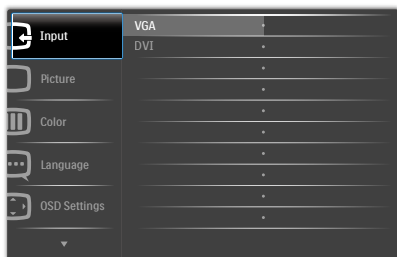 Input
VGA
DVI
Picture
Color
Language
OSD Settings